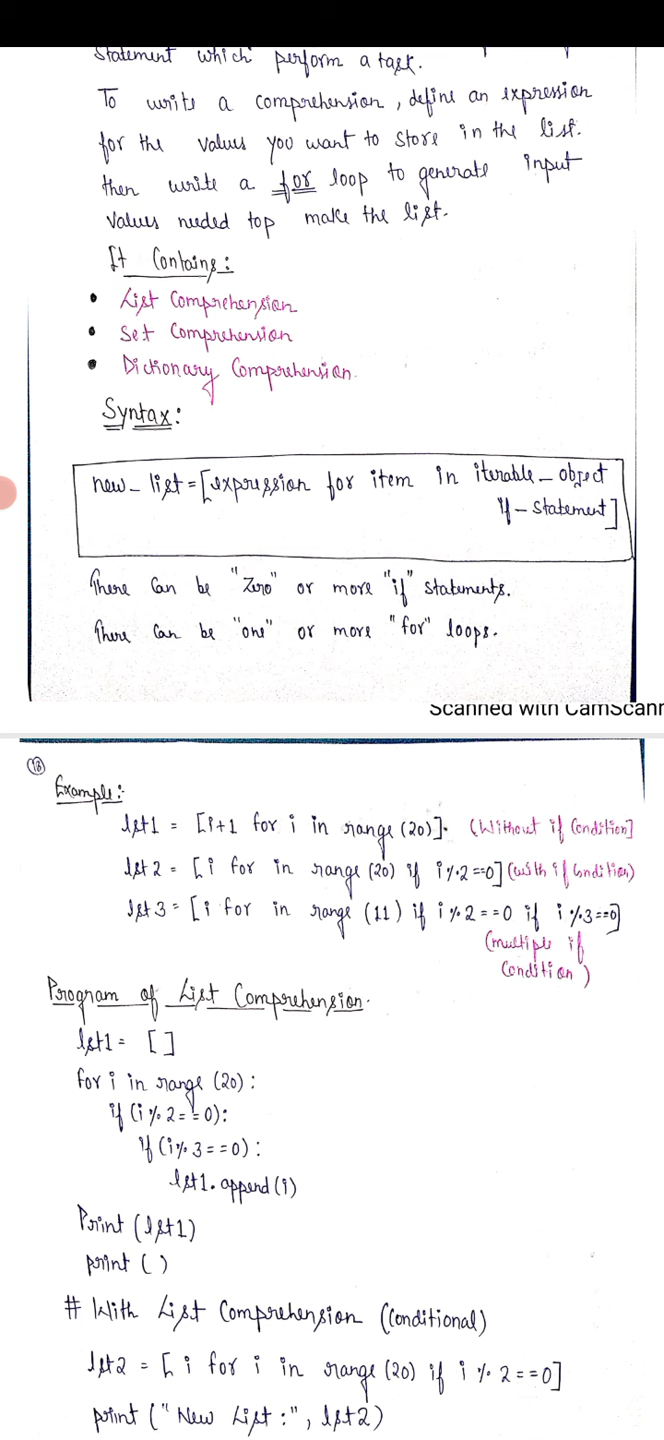 Statement which perform a task.
To write a comprehension, define an expression
for the values you want to store in the list.
then write a for loop to generate input
values needed top make the list.
It Contains:
• List Comprehension
• Set Comprehension
• Dictionary Comprehension.
Syntax:
new_list = [expression for item in iterable_object
if-statement]
There Can be "Zero" or more "if" statements.
There Can be "one" or more "for" loops.
Scanned with CamScanr
18
Example:
lst1 = [i+1 for i in range (20)]. (Without if Condition]
lst2 = [i for in range (20) if i%2==0] (with if Condition)
lst3 = [i for in range (11) if i%2==0 if i%3==0]
(multiple if
Condition)
Program of List Comprehension.
lst1 = []
for i in range (20):
if (i%2==0):
if (i%3==0):
lst1.append(i)
Print (lst1)
print ( )
# With List Comprehension (Conditional)
lst2 = [i for i in range (20) if i % 2==0]
print ("New List:", lst2)